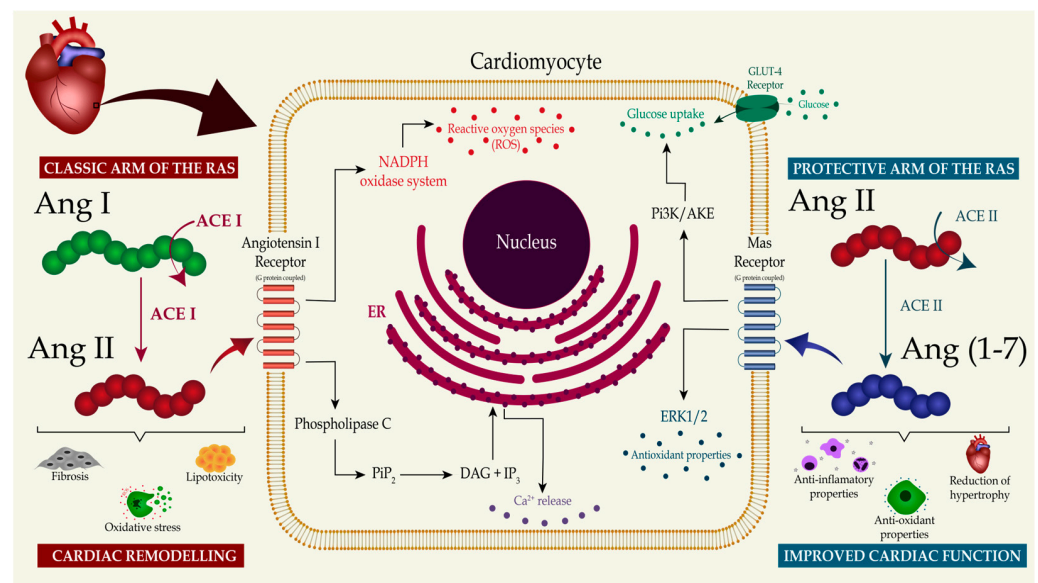 Cardiomyocyte
GLUT-4
Receptor
Glucose
Glucose uptake
Reactive oxygen species
(ROS)
NADPH
oxidase system
CLASSIC ARM OF THE RAS
Ang I
ACE I
ACE I
Ang II
Fibrosis
Lipotoxicity
Oxidative stress
CARDIAC REMODELLING
Angiotensin I
Receptor
(G protein coupled)
Nucleus
ER
Phospholipase C
PiP2
DAG + IP3
Ca2+ release
Pi3K/AKE
Mas
Receptor
(G protein coupled)
ERK1/2
Antioxidant properties
PROTECTIVE ARM OF THE RAS
Ang II
ACE II
ACE II
Ang (1-7)
Anti-inflamatory
properties
Anti-oxidant
properties
Reduction of
hypertrophy
IMPROVED CARDIAC FUNCTION